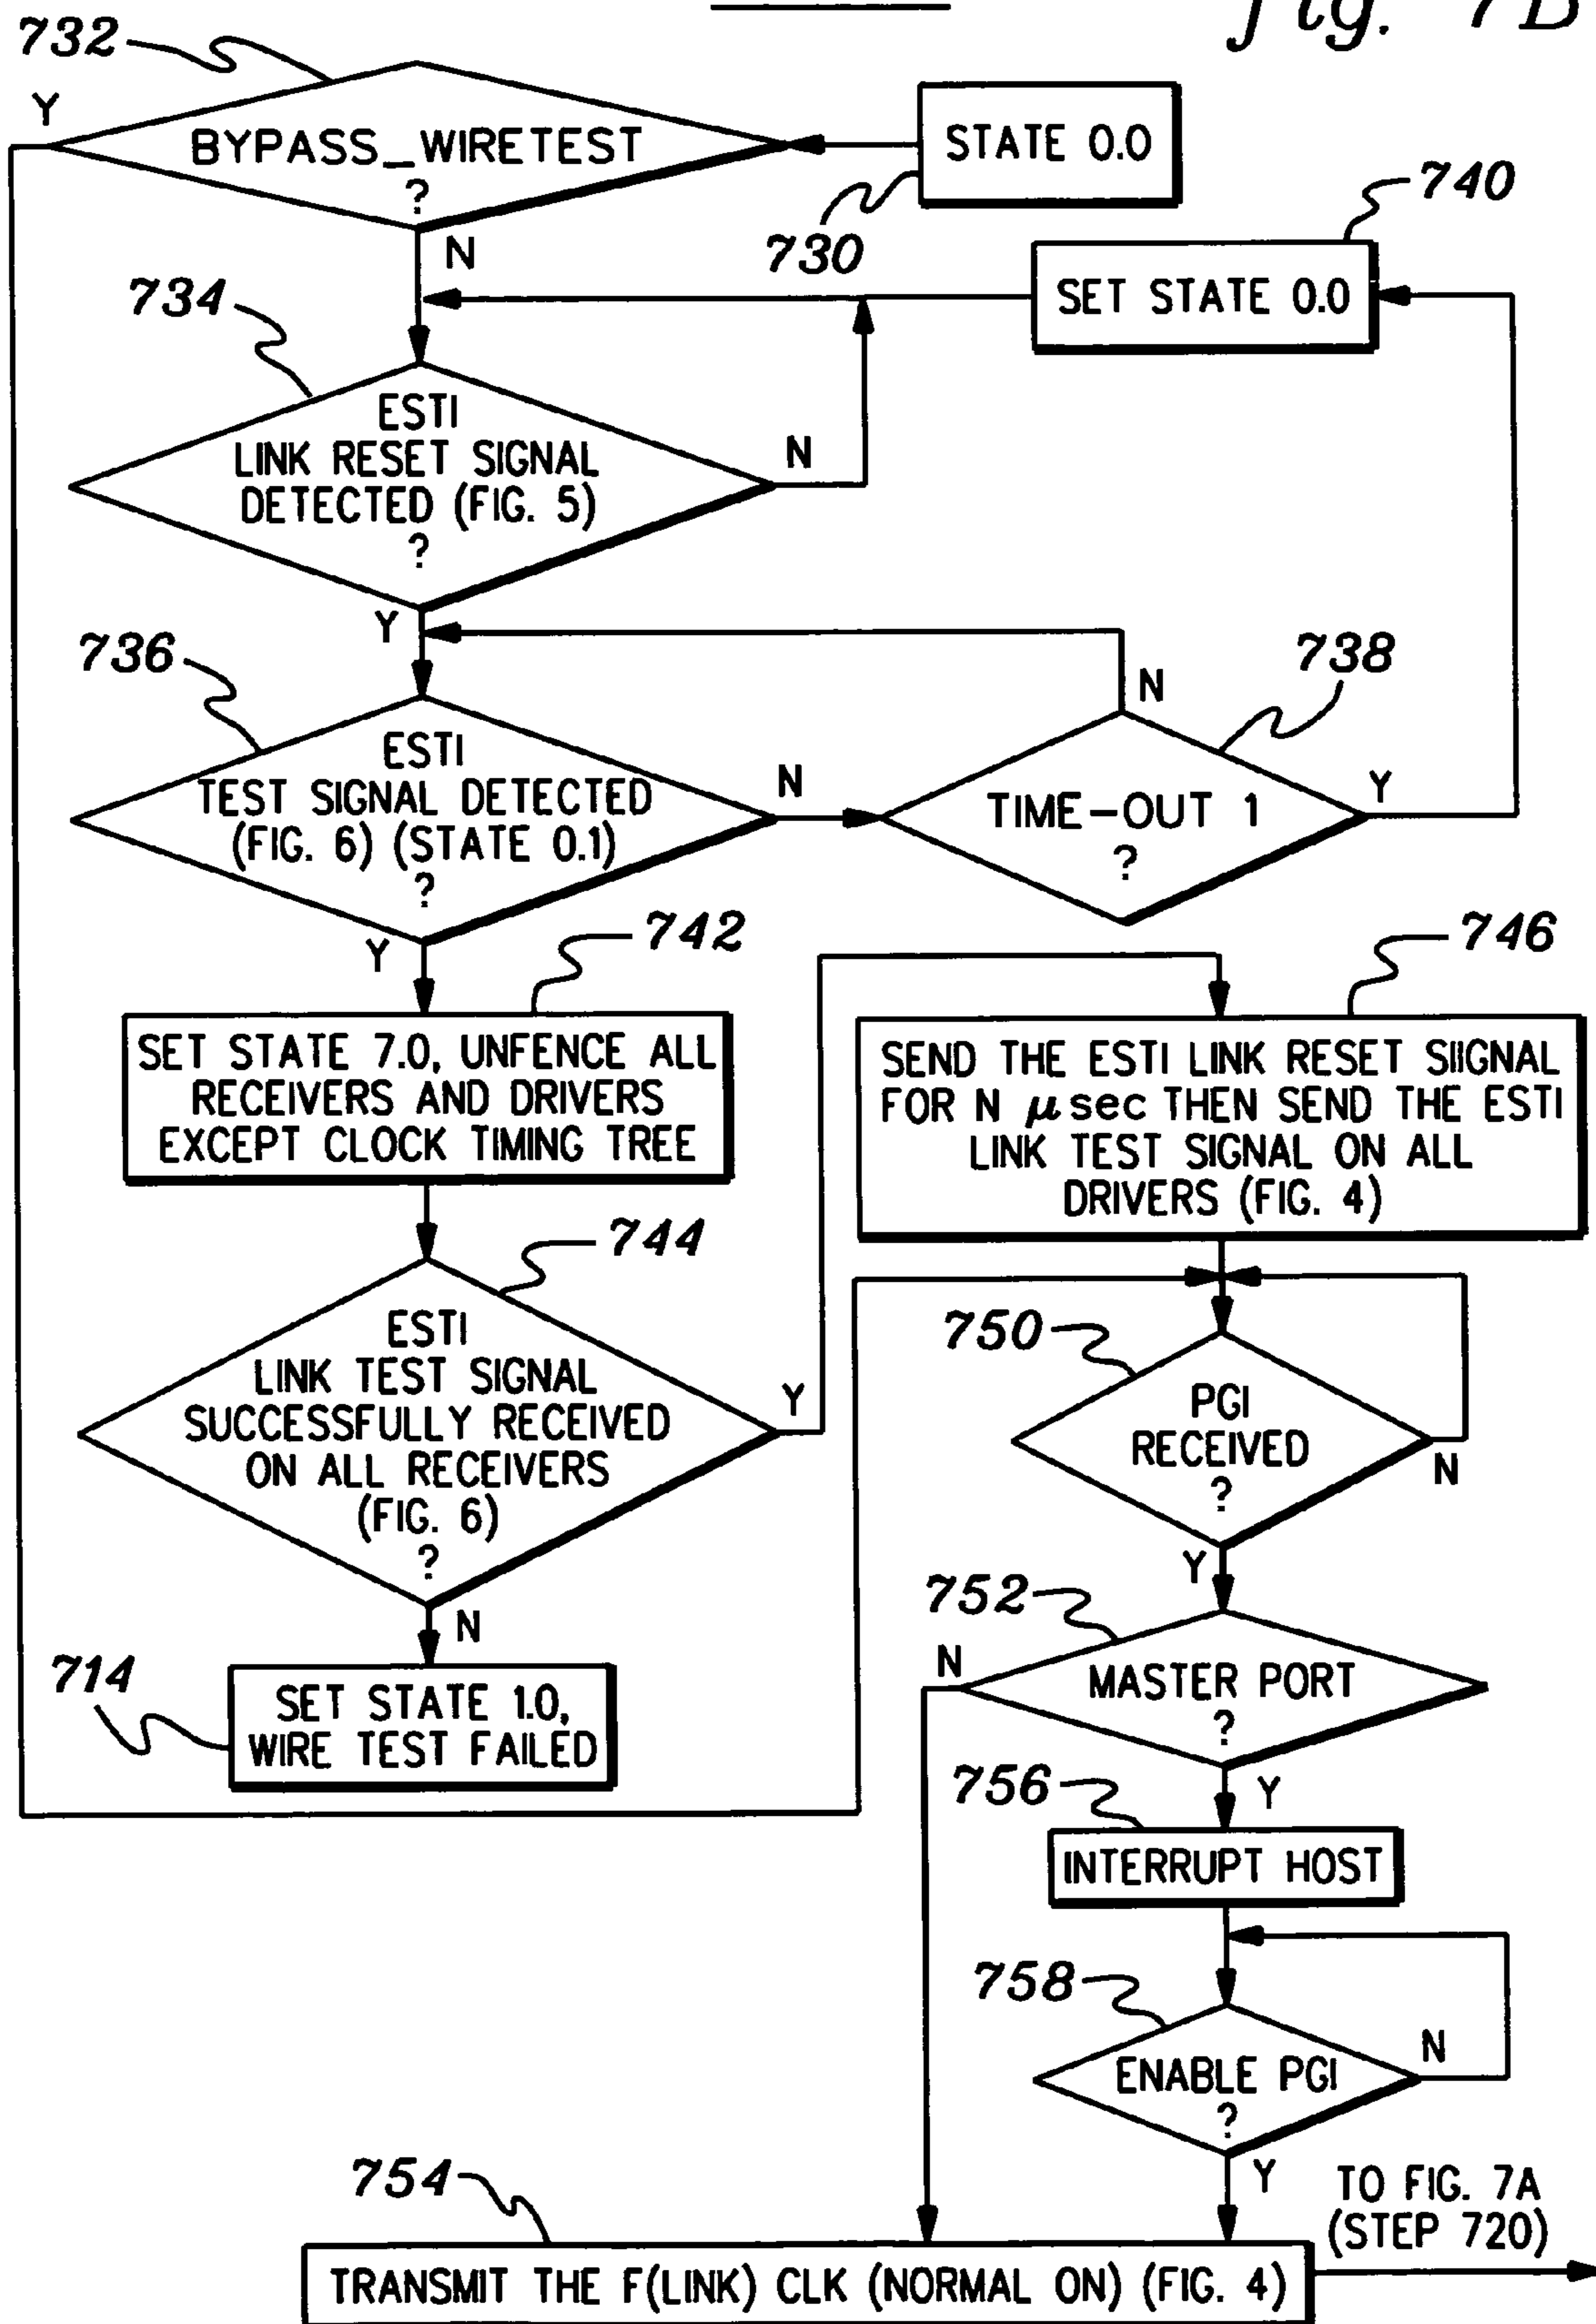 fig. 7B
732
Y
BYPASS_WIRETEST
?
STATE 0.0
730
N
740
SET STATE 0.0
734
ESTI
LINK RESET SIGNAL
DETECTED (FIG. 5)
?
N
Y
736
ESTI
TEST SIGNAL DETECTED
(FIG. 6) (STATE 0.1)
?
N
738
N
TIME-OUT 1
?
Y
Y
742
SET STATE 7.0, UNFENCE ALL
RECEIVERS AND DRIVERS
EXCEPT CLOCK TIMING TREE
746
SEND THE ESTI LINK RESET SIIGNAL
FOR N μsec THEN SEND THE ESTI
LINK TEST SIGNAL ON ALL
DRIVERS (FIG. 4)
744
ESTI
LINK TEST SIGNAL
SUCCESSFULLY RECEIVED
ON ALL RECEIVERS
(FIG. 6)
?
Y
N
714
SET STATE 1.0,
WIRE TEST FAILED
750
PGI
RECEIVED
?
N
Y
752
N
MASTER PORT
?
Y
756
INTERRUPT HOST
758
ENABLE PGI
?
N
Y
754
TRANSMIT THE F(LINK) CLK (NORMAL ON) (FIG. 4)
TO FIG. 7A
(STEP 720)